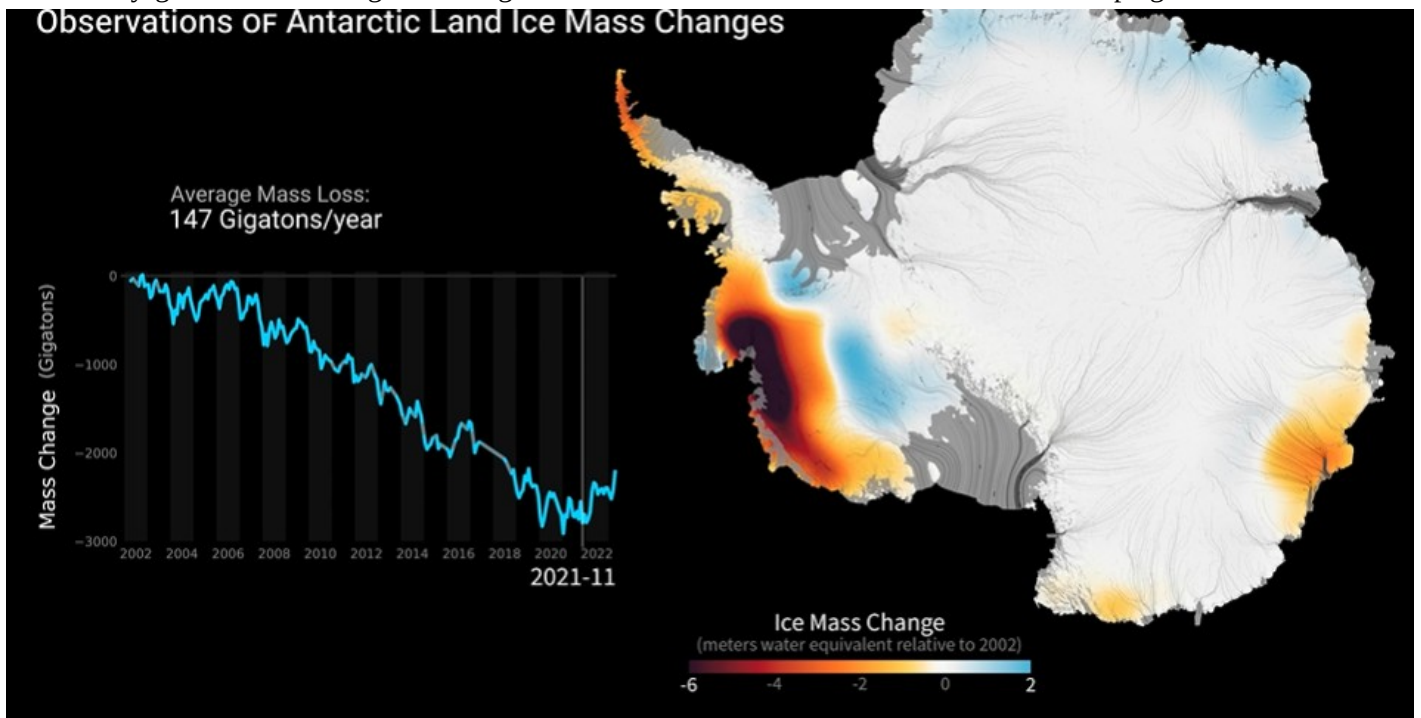 Observations of Antarctic Land Ice Mass Changes
Average Mass Loss:
147 Gigatons/year
Mass Change (Gigatons)
0
−1000
−2000
−3000
2002 2004 2006 2008 2010 2012 2014 2016 2018 2020 2022
2021-11
Ice Mass Change
(meters water equivalent relative to 2002)
-6 -4 -2 0 2